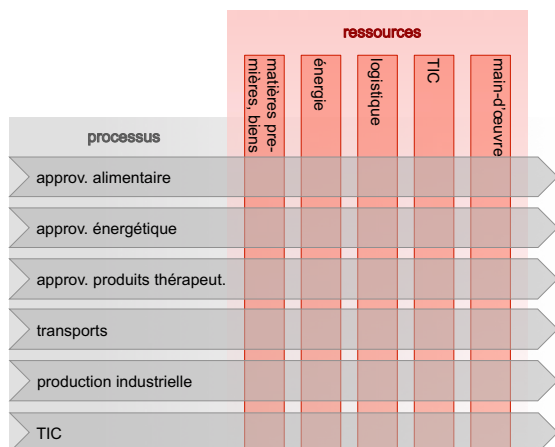 ressources
matières pre-
mières, biens
énergie
logistique
TIC
main-d'œuvre
processus
approv. alimentaire
approv. énergétique
approv. produits thérapeut.
transports
production industrielle
TIC